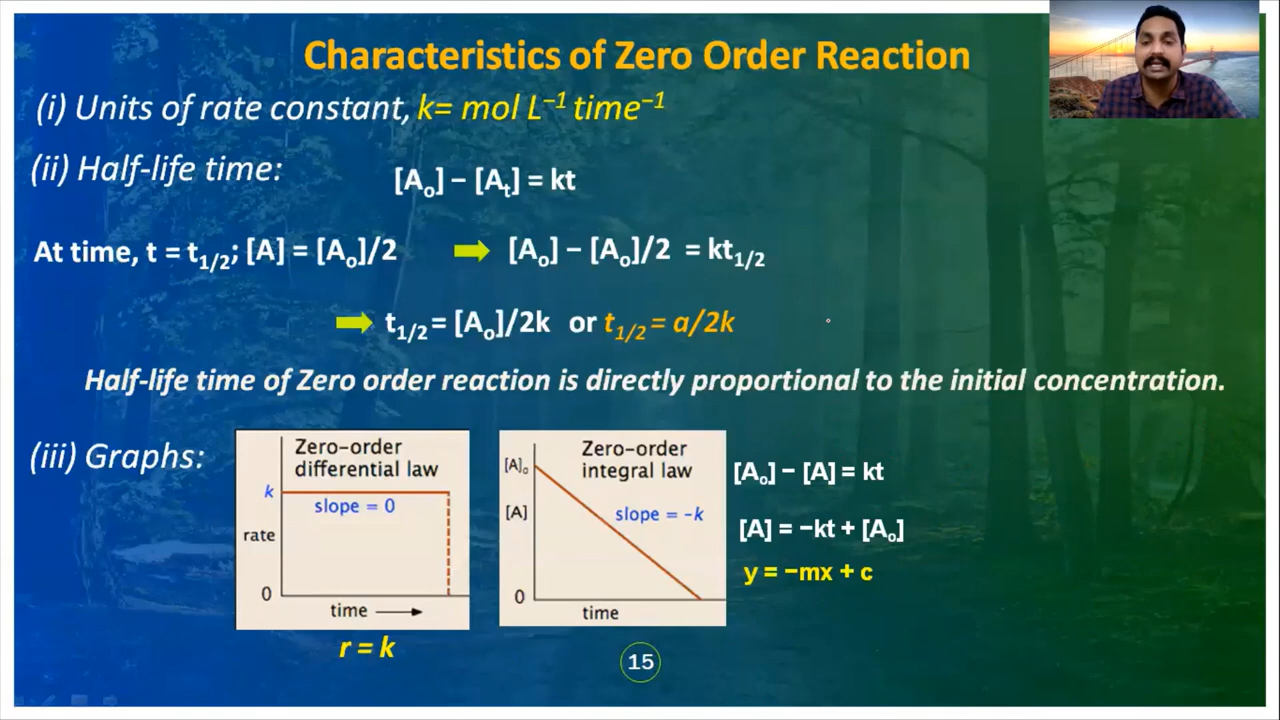 Characteristics of Zero Order Reaction
(i) Units of rate constant, k= mol L⁻¹ time⁻¹
(ii) Half-life time:
[Aₒ] − [Aₜ] = kt
At time, t = t₁/₂; [A] = [Aₒ]/2
[Aₒ] − [Aₒ]/2 = kt₁/₂
t₁/₂ = [Aₒ]/2k or t₁/₂ = a/2k
Half-life time of Zero order reaction is directly proportional to the initial concentration.
(iii) Graphs:
Zero-order
differential law
k
slope = 0
rate
0
time
r = k
Zero-order
integral law
[A]ₒ
[A]
slope = -k
0
time
[Aₒ] − [A] = kt
[A] = −kt + [Aₒ]
y = −mx + c
15